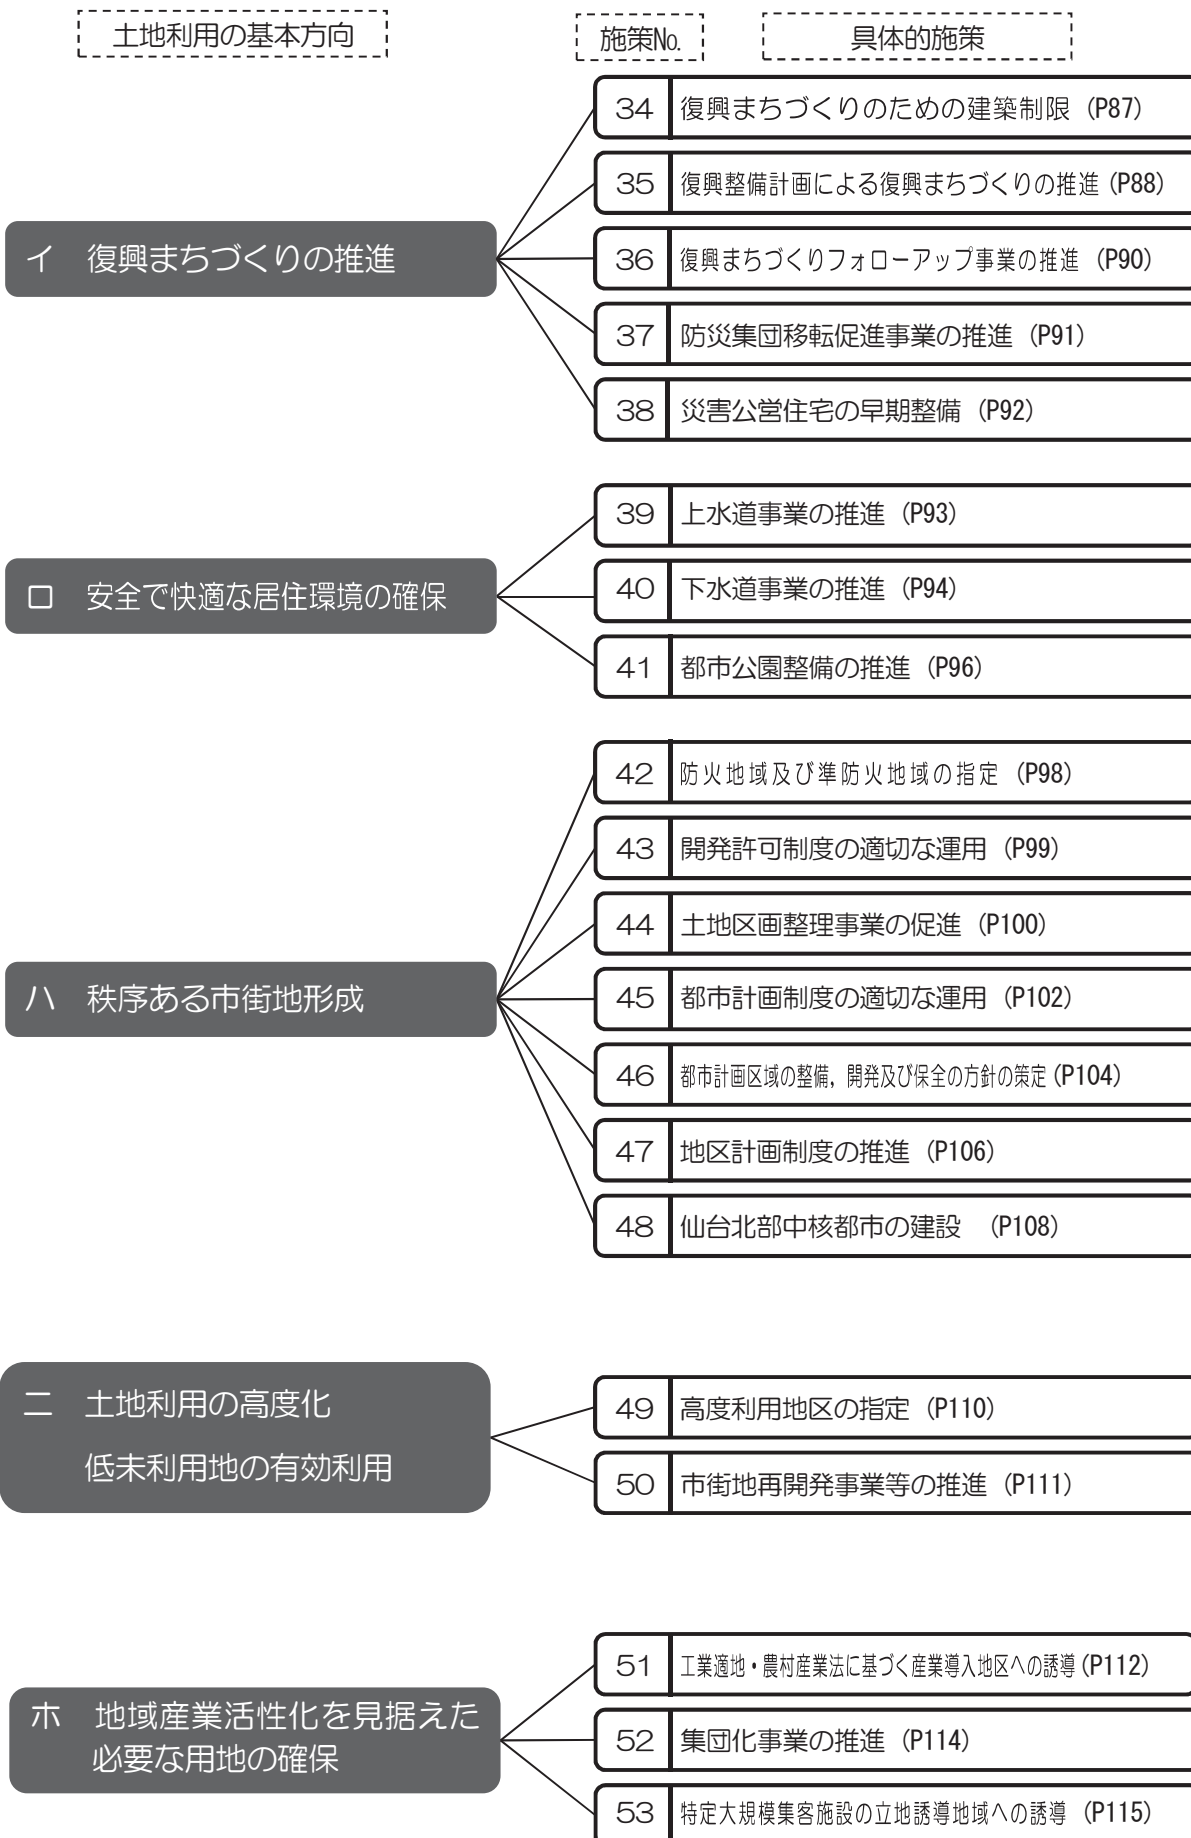 土地利用の基本方向
施策No.
具体的施策
イ 復興まちづくりの推進
34 復興まちづくりのための建築制限 (P87)
35 復興整備計画による復興まちづくりの推進 (P88)
36 復興まちづくりフォローアップ事業の推進 (P90)
37 防災集団移転促進事業の推進 (P91)
38 災害公営住宅の早期整備 (P92)
ロ 安全で快適な居住環境の確保
39 上水道事業の推進 (P93)
40 下水道事業の推進 (P94)
41 都市公園整備の推進 (P96)
ハ 秩序ある市街地形成
42 防火地域及び準防火地域の指定 (P98)
43 開発許可制度の適切な運用 (P99)
44 土地区画整理事業の促進 (P100)
45 都市計画制度の適切な運用 (P102)
46 都市計画区域の整備，開発及び保全の方針の策定 (P104)
47 地区計画制度の推進 (P106)
48 仙台北部中核都市の建設 (P108)
ニ 土地利用の高度化
低未利用地の有効利用
49 高度利用地区の指定 (P110)
50 市街地再開発事業等の推進 (P111)
ホ 地域産業活性化を見据えた
必要な用地の確保
51 工業適地・農村産業法に基づく産業導入地区への誘導 (P112)
52 集団化事業の推進 (P114)
53 特定大規模集客施設の立地誘導地域への誘導 (P115)